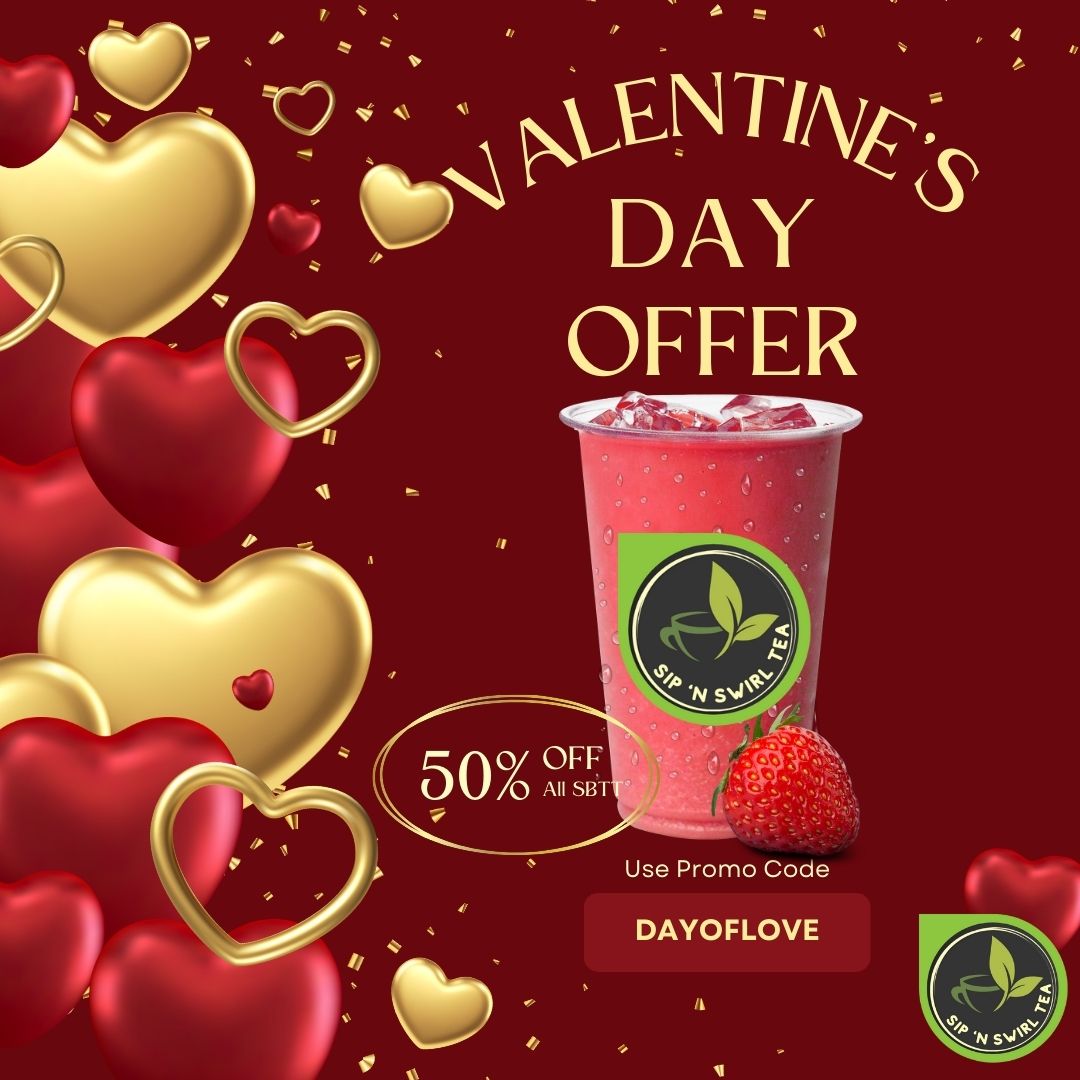 VALENTINE'S
DAY
OFFER
SIP 'N SWIRL TEA
50% OFF
All SBTT
Use Promo Code
DAYOFLOVE
SIP 'N SWIRL TEA